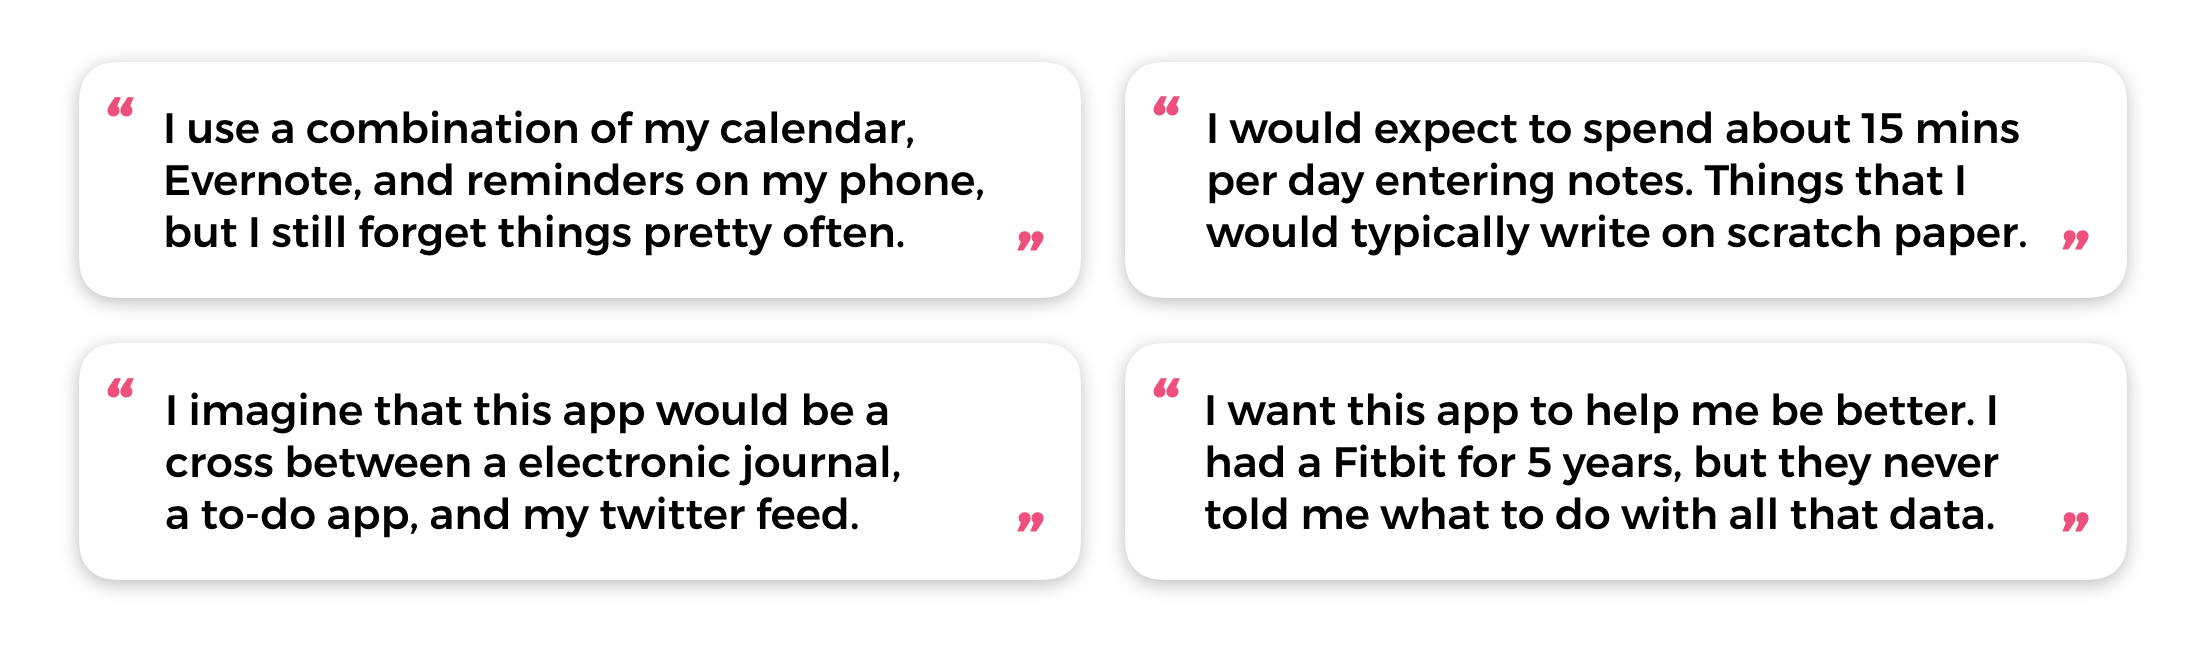 “ I use a combination of my calendar,
Evernote, and reminders on my phone,
but I still forget things pretty often. ”
“ I would expect to spend about 15 mins
per day entering notes. Things that I
would typically write on scratch paper. ”
“ I imagine that this app would be a
cross between a electronic journal,
a to-do app, and my twitter feed. ”
“ I want this app to help me be better. I
had a Fitbit for 5 years, but they never
told me what to do with all that data. ”